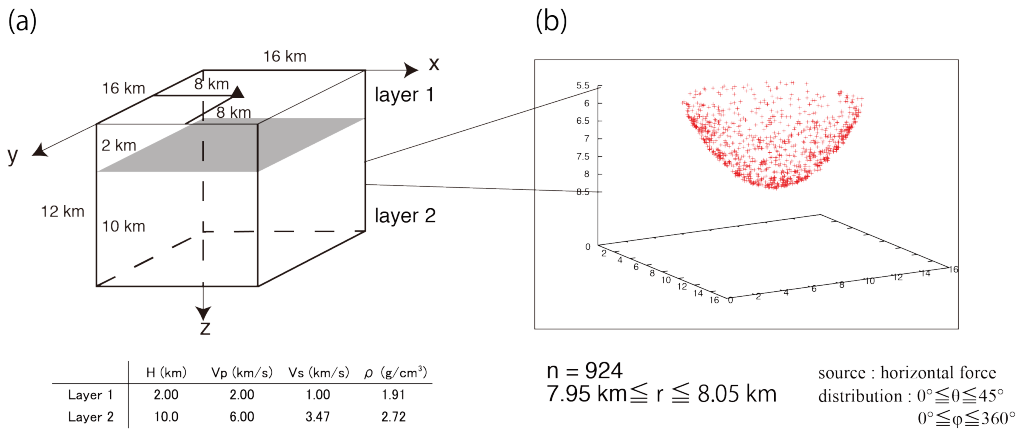 (a)
16 km
x
16 km
8 km
layer 1
8 km
2 km
y
12 km
10 km
layer 2
z
H (km) Vp (km/s) Vs (km/s) ρ (g/cm³)
Layer 1 2.00 2.00 1.00 1.91
Layer 2 10.0 6.00 3.47 2.72
(b)
5.5
6
6.5
7
7.5
8
8.5
0
2 4 6 8 10 12 14 16
0 2 4 6 8 10 12 14 16
n = 924
7.95 km≦ r ≦ 8.05 km
source : horizontal force
distribution : 0°≦θ≦45°
0°≦φ≦360°